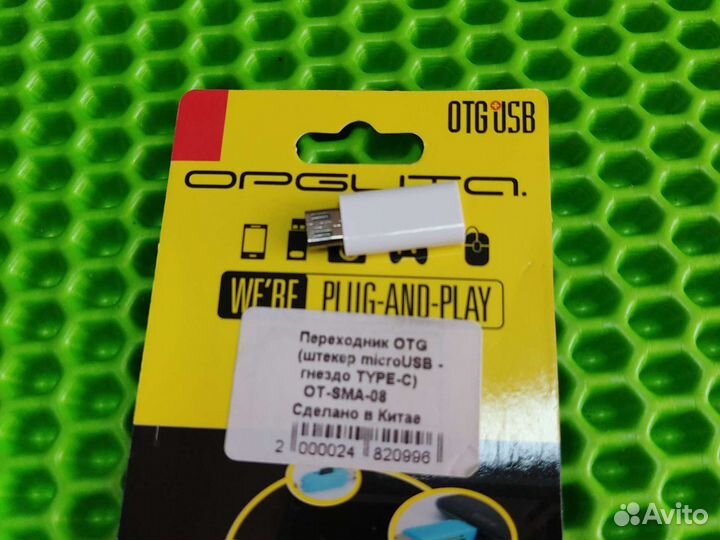 OTG USB
ОРБИТА.
WE'RE PLUG-AND-PLAY
Переходник OTG
(штекер microUSB -
гнездо TYPE-C)
OT-SMA-08
Сделано в Китае
2 000024 820996
Avito